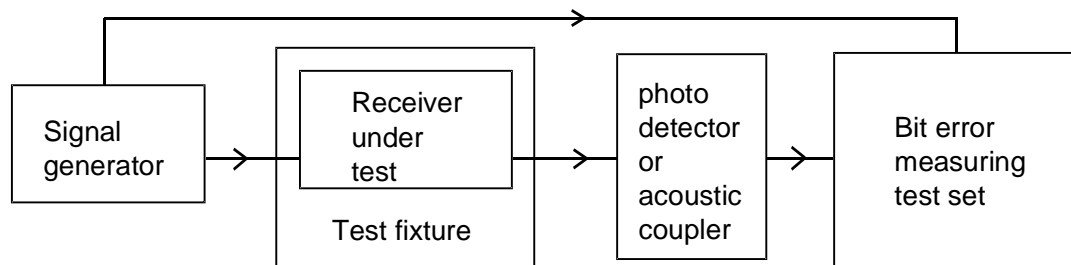 Signal
generator
Receiver
under
test
Test fixture
photo
detector
or
acoustic
coupler
Bit error
measuring
test set